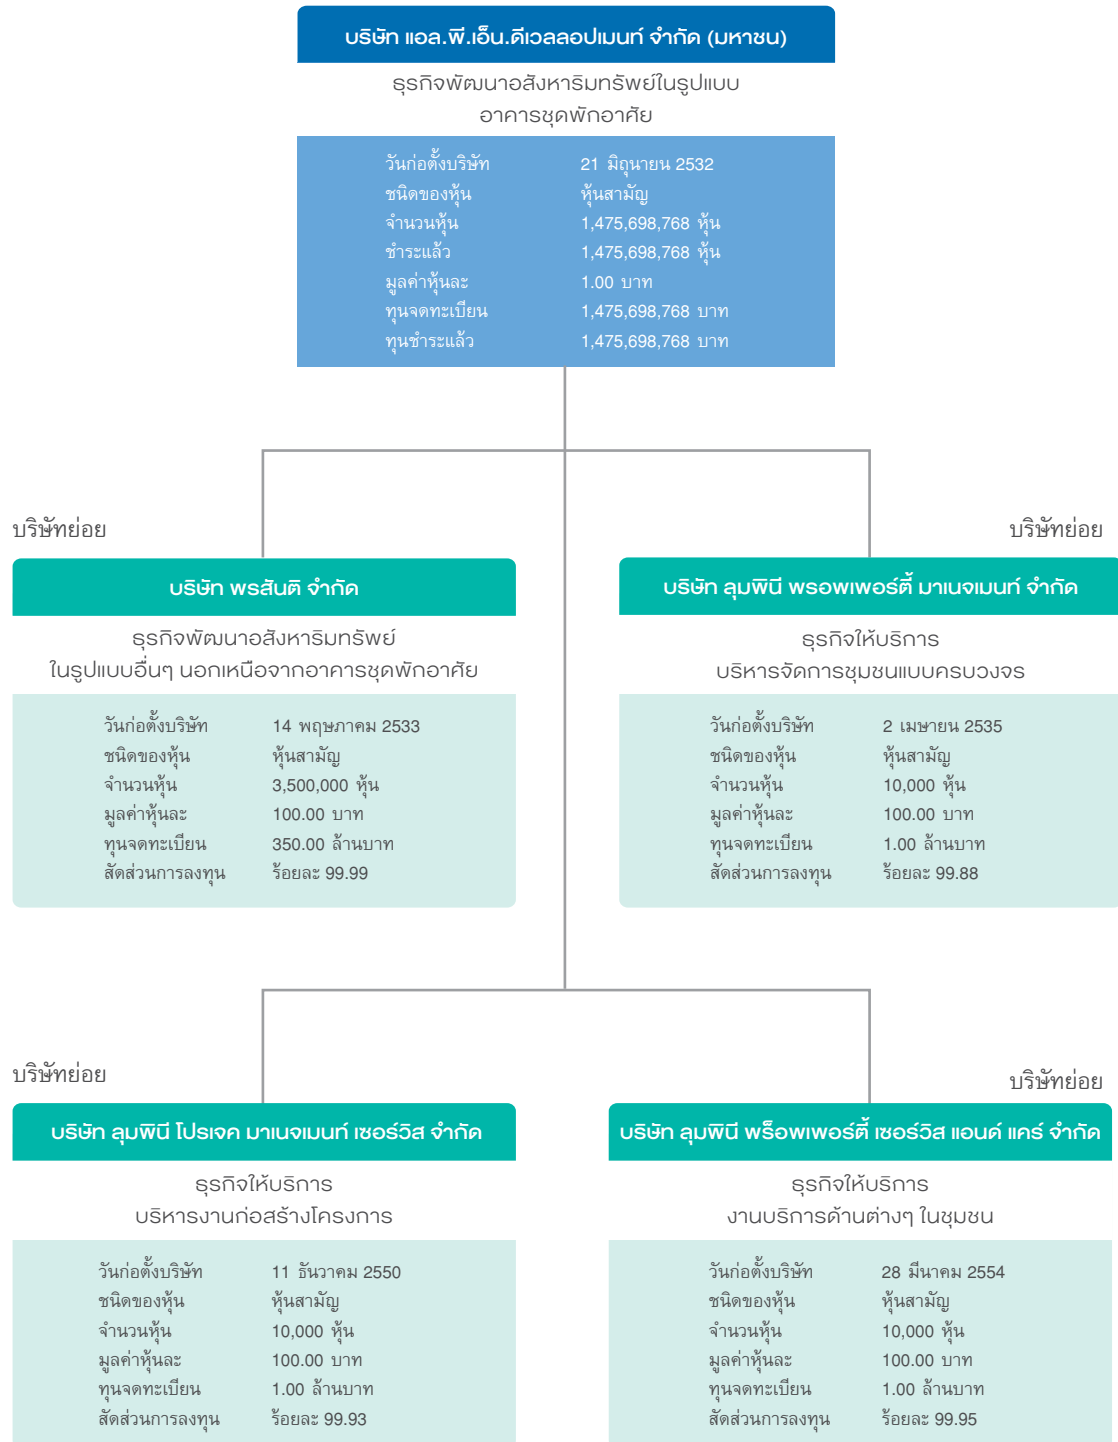 บริษัท แอล.พี.เอ็น.ดีเวลลอปเมนท์ จำกัด (มหาชน)
ธุรกิจพัฒนาอสังหาริมทรัพย์ในรูปแบบ
อาคารชุดพักอาศัย
วันก่อตั้งบริษัท 21 มิถุนายน 2532
ชนิดของหุ้น หุ้นสามัญ
จำนวนหุ้น 1,475,698,768 หุ้น
ชำระแล้ว 1,475,698,768 หุ้น
มูลค่าหุ้นละ 1.00 บาท
ทุนจดทะเบียน 1,475,698,768 บาท
ทุนชำระแล้ว 1,475,698,768 บาท
บริษัทย่อย
บริษัท พรสันติ จำกัด
ธุรกิจพัฒนาอสังหาริมทรัพย์
ในรูปแบบอื่นๆ นอกเหนือจากอาคารชุดพักอาศัย
วันก่อตั้งบริษัท 14 พฤษภาคม 2533
ชนิดของหุ้น หุ้นสามัญ
จำนวนหุ้น 3,500,000 หุ้น
มูลค่าหุ้นละ 100.00 บาท
ทุนจดทะเบียน 350.00 ล้านบาท
สัดส่วนการลงทุน ร้อยละ 99.99
บริษัทย่อย
บริษัท ลุมพินี พรอพเพอร์ตี้ มาเนจเมนท์ จำกัด
ธุรกิจให้บริการ
บริหารจัดการชุมชนแบบครบวงจร
วันก่อตั้งบริษัท 2 เมษายน 2535
ชนิดของหุ้น หุ้นสามัญ
จำนวนหุ้น 10,000 หุ้น
มูลค่าหุ้นละ 100.00 บาท
ทุนจดทะเบียน 1.00 ล้านบาท
สัดส่วนการลงทุน ร้อยละ 99.88
บริษัทย่อย
บริษัท ลุมพินี โปรเจค มาเนจเมนท์ เซอร์วิส จำกัด
ธุรกิจให้บริการ
บริหารงานก่อสร้างโครงการ
วันก่อตั้งบริษัท 11 ธันวาคม 2550
ชนิดของหุ้น หุ้นสามัญ
จำนวนหุ้น 10,000 หุ้น
มูลค่าหุ้นละ 100.00 บาท
ทุนจดทะเบียน 1.00 ล้านบาท
สัดส่วนการลงทุน ร้อยละ 99.93
บริษัทย่อย
บริษัท ลุมพินี พร็อพเพอร์ตี้ เซอร์วิส แอนด์ แคร์ จำกัด
ธุรกิจให้บริการ
งานบริการด้านต่างๆ ในชุมชน
วันก่อตั้งบริษัท 28 มีนาคม 2554
ชนิดของหุ้น หุ้นสามัญ
จำนวนหุ้น 10,000 หุ้น
มูลค่าหุ้นละ 100.00 บาท
ทุนจดทะเบียน 1.00 ล้านบาท
สัดส่วนการลงทุน ร้อยละ 99.95